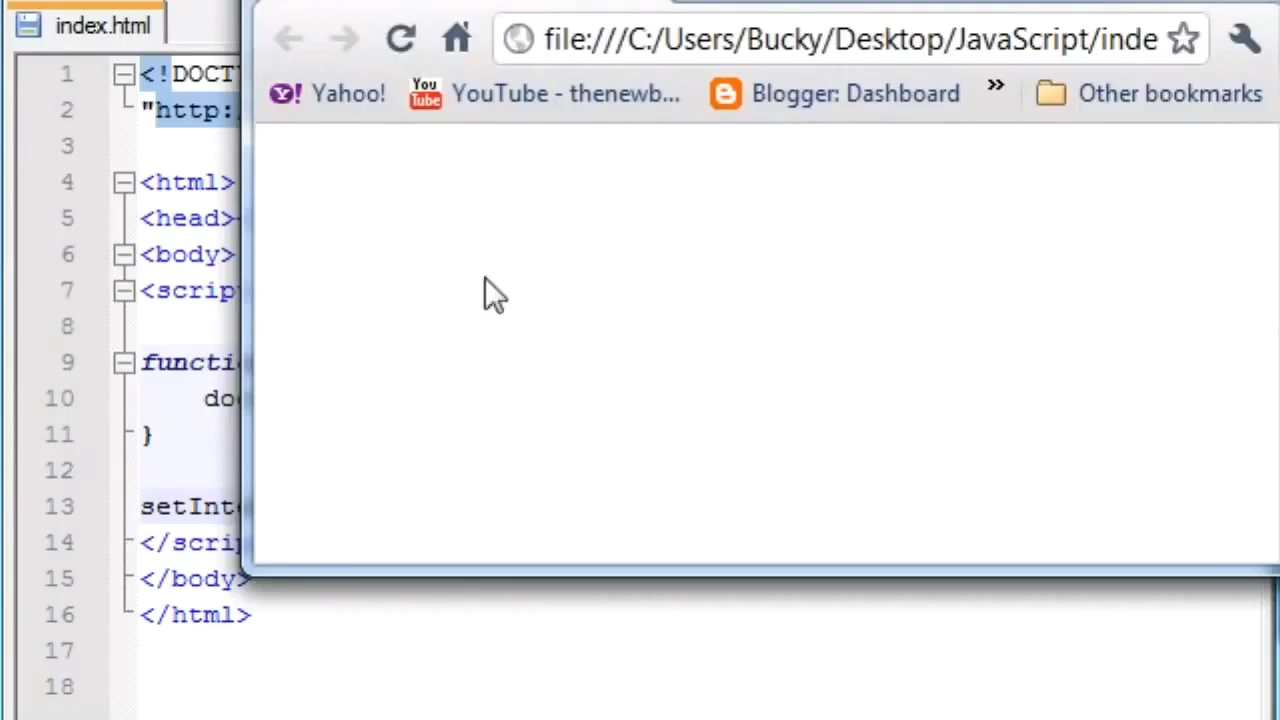 index.html
file:///C:/Users/Bucky/Desktop/JavaScript/inde
Yahoo! You Tube YouTube - thenewb... Blogger: Dashboard » Other bookmarks
1 <!DOCT
2 "http:/
3
4 <html>
5 <head>
6 <body>
7 <scrip
8
9 functi
10 do
11 }
12
13 setInt
14 </scrip
15 </body>
16 </html>
17
18